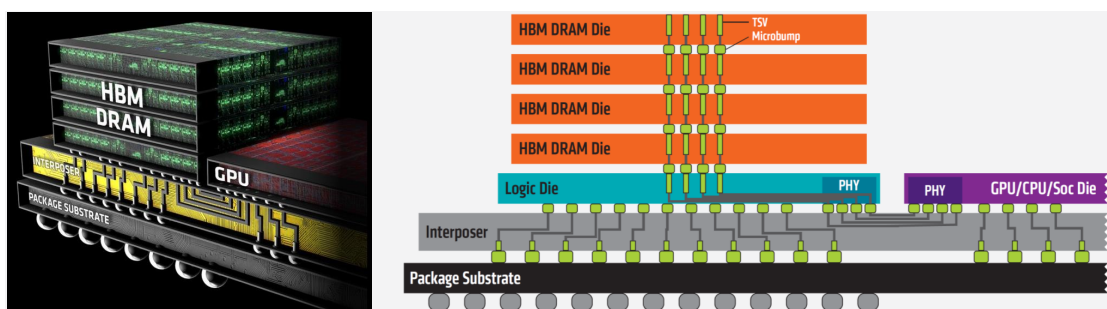 HBM
DRAM
INTERPOSER
GPU
PACKAGE SUBSTRATE
HBM DRAM Die
TSV
Microbump
HBM DRAM Die
HBM DRAM Die
HBM DRAM Die
Logic Die
PHY
PHY
GPU/CPU/Soc Die
Interposer
Package Substrate